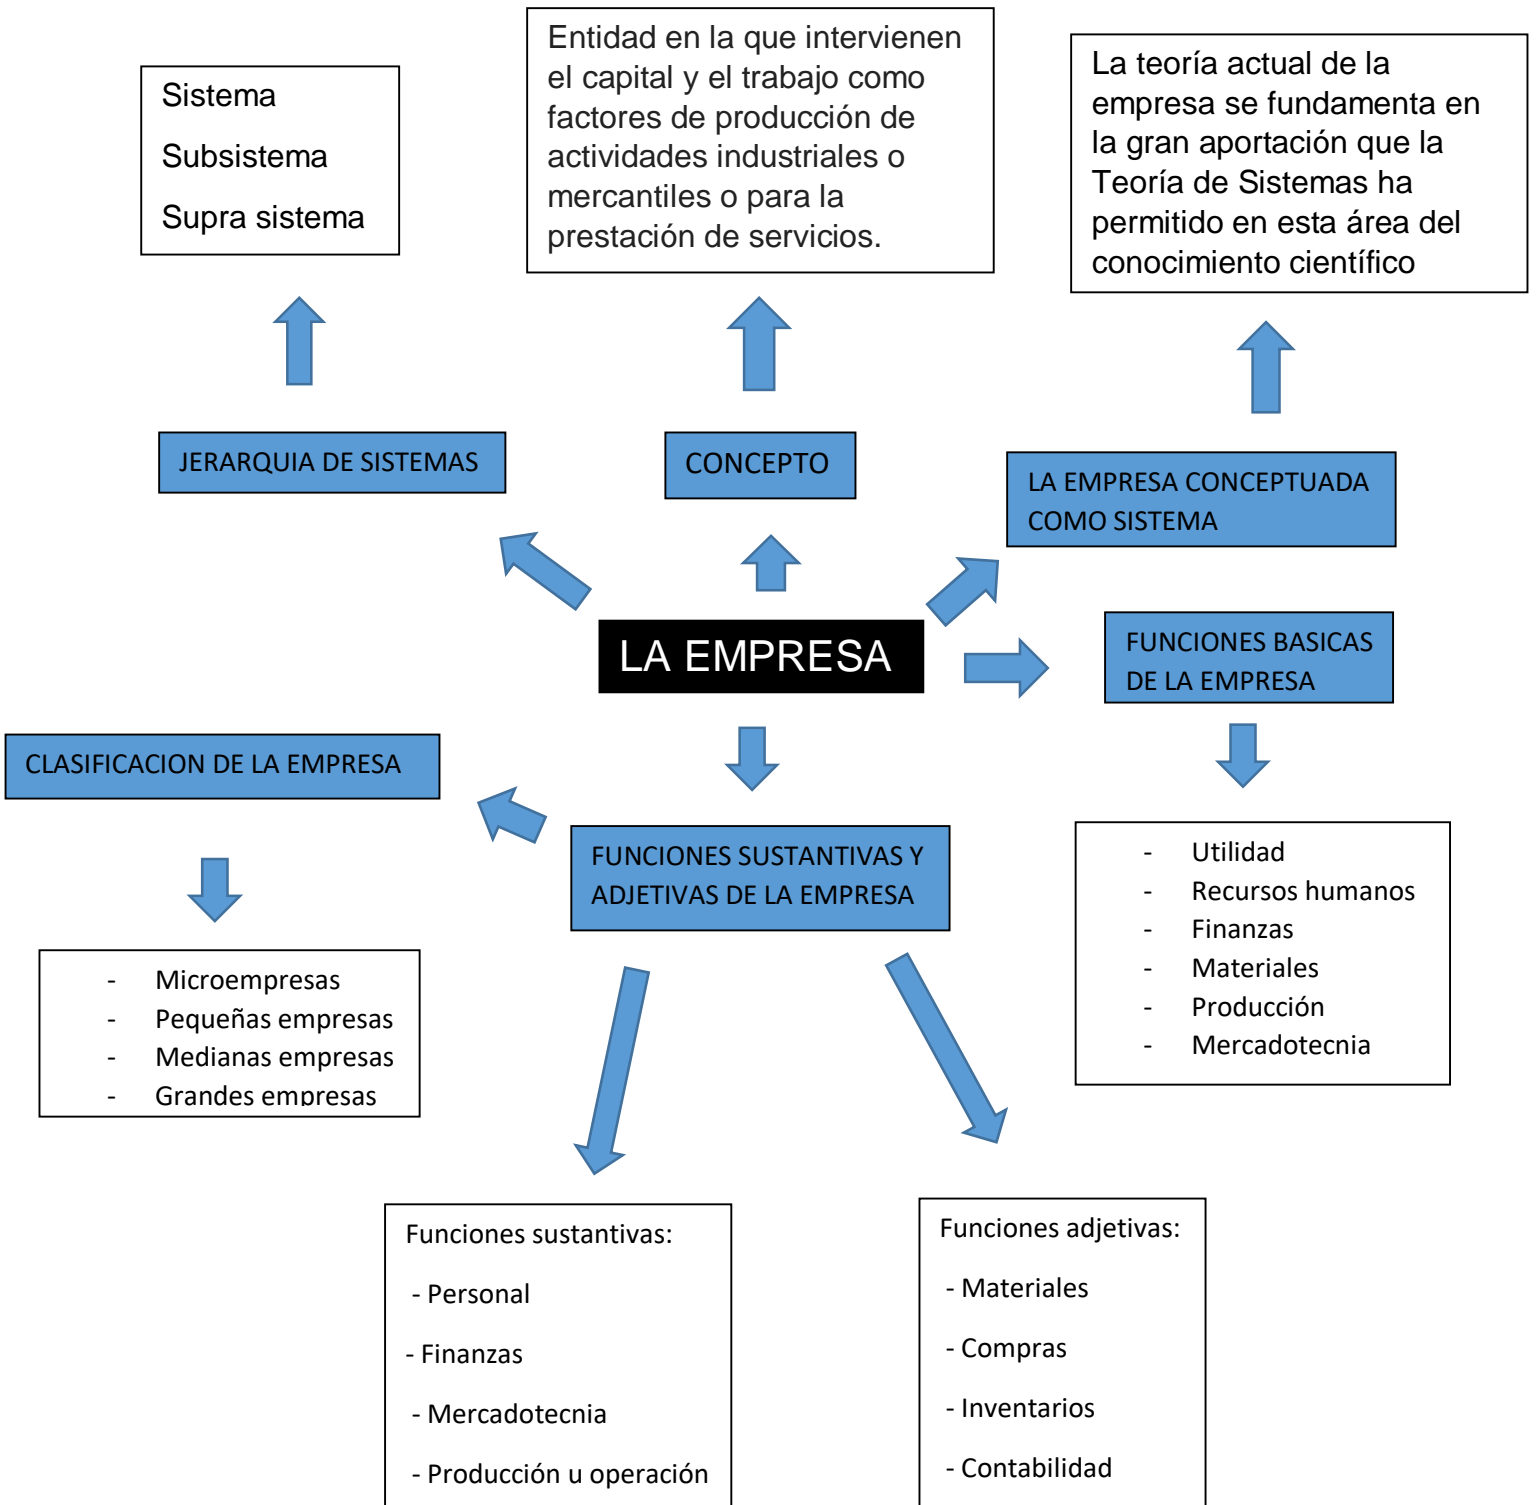 Sistema
Subsistema
Supra sistema
Entidad en la que intervienen
el capital y el trabajo como
factores de producción de
actividades industriales o
mercantiles o para la
prestación de servicios.
La teoría actual de la
empresa se fundamenta en
la gran aportación que la
Teoría de Sistemas ha
permitido en esta área del
conocimiento científico
JERARQUIA DE SISTEMAS
CONCEPTO
LA EMPRESA CONCEPTUADA
COMO SISTEMA
LA EMPRESA
FUNCIONES BASICAS
DE LA EMPRESA
CLASIFICACION DE LA EMPRESA
FUNCIONES SUSTANTIVAS Y
ADJETIVAS DE LA EMPRESA
- Utilidad
- Recursos humanos
- Finanzas
- Materiales
- Producción
- Mercadotecnia
- Microempresas
- Pequeñas empresas
- Medianas empresas
- Grandes empresas
Funciones sustantivas:
- Personal
- Finanzas
- Mercadotecnia
- Producción u operación
Funciones adjetivas:
- Materiales
- Compras
- Inventarios
- Contabilidad